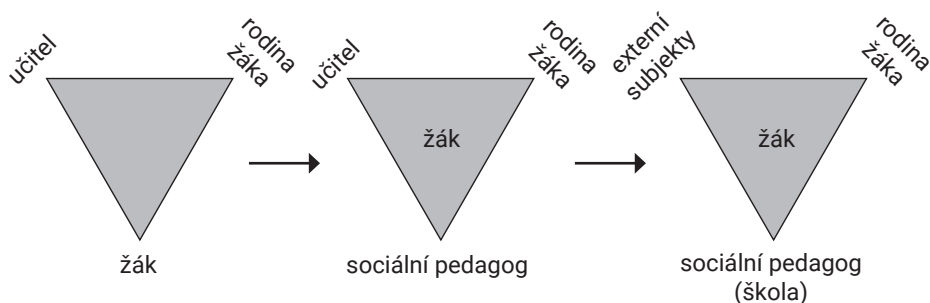 učitel
rodina
žáka
žák
učitel
rodina
žáka
žák
sociální pedagog
externí
subjekty
rodina
žáka
žák
sociální pedagog
(škola)